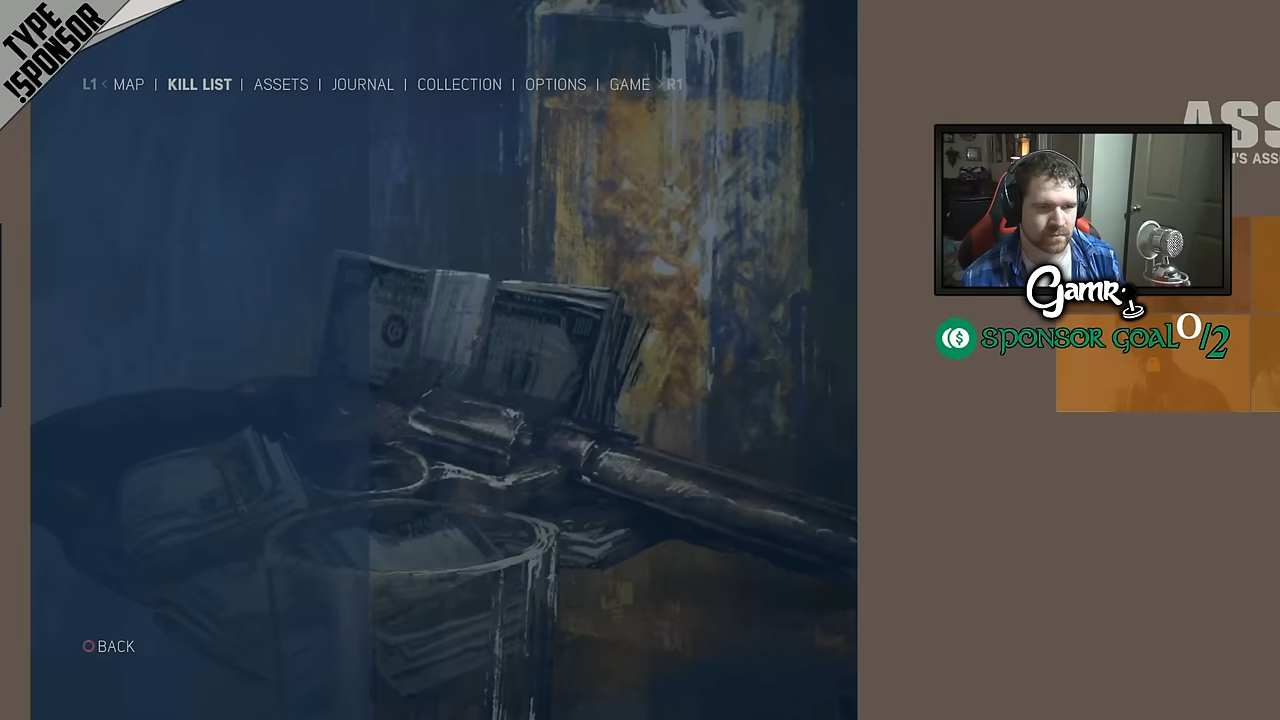 TYPE
!SPONSOR
L1 < MAP | KILL LIST | ASSETS | JOURNAL | COLLECTION | OPTIONS | GAME > R1
ASS
N'S ASS
Gamr
SPONSOR GOAL 0/2
BACK